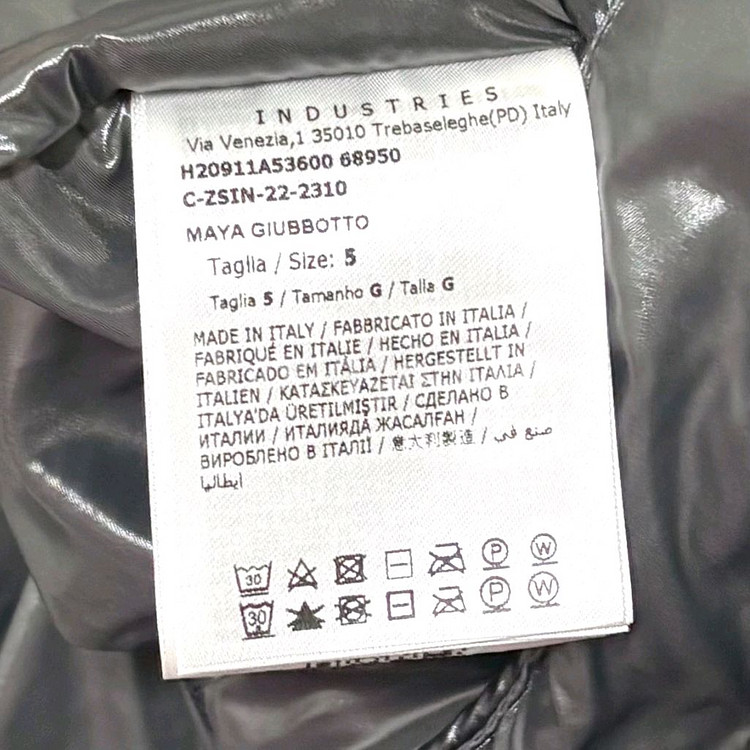 INDUSTRIES
Via Venezia,1 35010 Trebaseleghe(PD) Italy
H20911A53600 68950
C-ZSIN-22-2310
MAYA GIUBBOTTO
Taglia / Size: 5
Taglia 5 / Tamanho G / Talla G
MADE IN ITALY / FABBRICATO IN ITALIA /
FABRIQUÉ EN ITALIE / HECHO EN ITALIA /
FABRICADO EM ITÁLIA / HERGESTELLT IN
ITALIEN / ΚΑΤΑΣΚΕΥΑΖΕΤΑΙ ΣΤΗΝ ΙΤΑΛΙΑ /
ITALYA'DA ÜRETILMIŞTIR / СДЕЛАНО В
ИТАЛИИ / ИТАЛИЯДА ЖАСАЛҒАН /
ВИРОБЛЕНО В ІТАЛІЇ / 意大利製造 / صنع في
ايطاليا
30 P W
30 P W